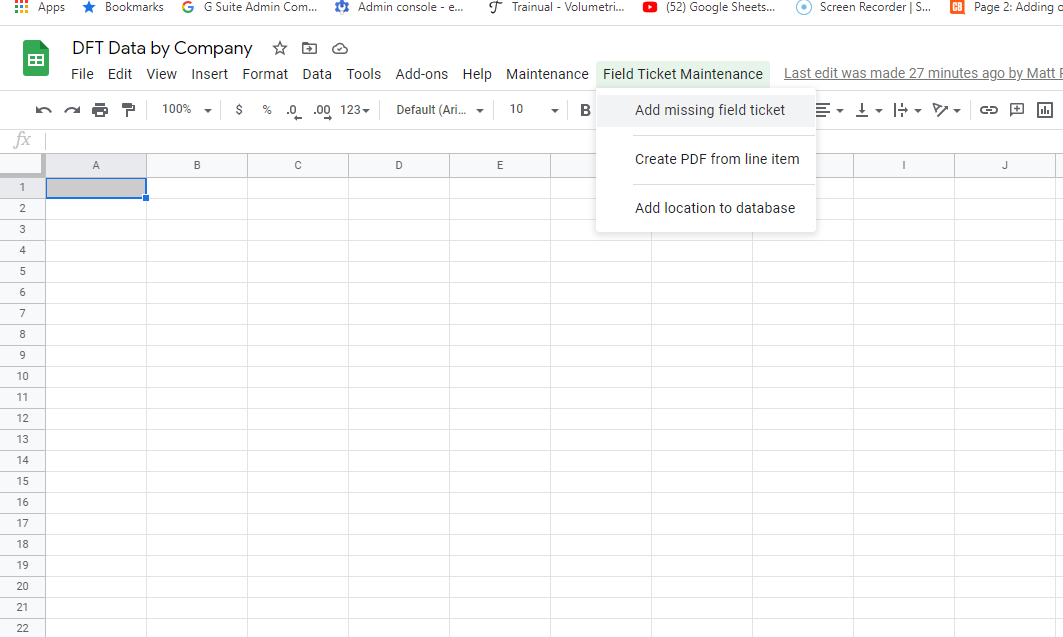 Apps Bookmarks G Suite Admin Com... Admin console - e... Trainual - Volumetri... (52) Google Sheets... Screen Recorder | S... CB Page 2: Adding o
DFT Data by Company
File Edit View Insert Format Data Tools Add-ons Help Maintenance Field Ticket Maintenance Last edit was made 27 minutes ago by Matt F
100% $ % .0 .00 123 Default (Ari... 10 B
Add missing field ticket
fx
Create PDF from line item
A B C D E I J
1
Add location to database
2
3
4
5
6
7
8
9
10
11
12
13
14
15
16
17
18
19
20
21
22